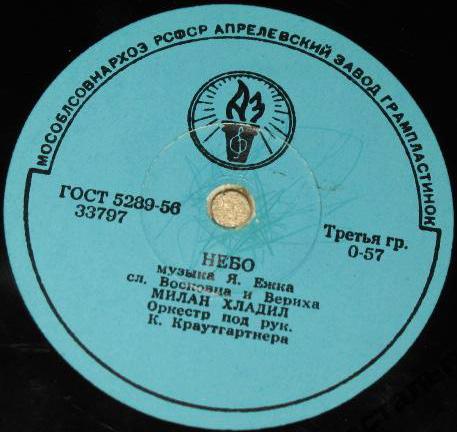 МОСОБЛСОВНАРХОЗ РСФСР АПРЕЛЕВСКИЙ ЗАВОД ГРАМПЛАСТИНОК
АЗ
ГОСТ 5289-56
33797
Третья гр.
0-57
НЕБО
музыка Я. Ежка
сл. Восковца и Вериха
МИЛАН ХЛАДИЛ
Оркестр под рук.
К. Краутгартнера